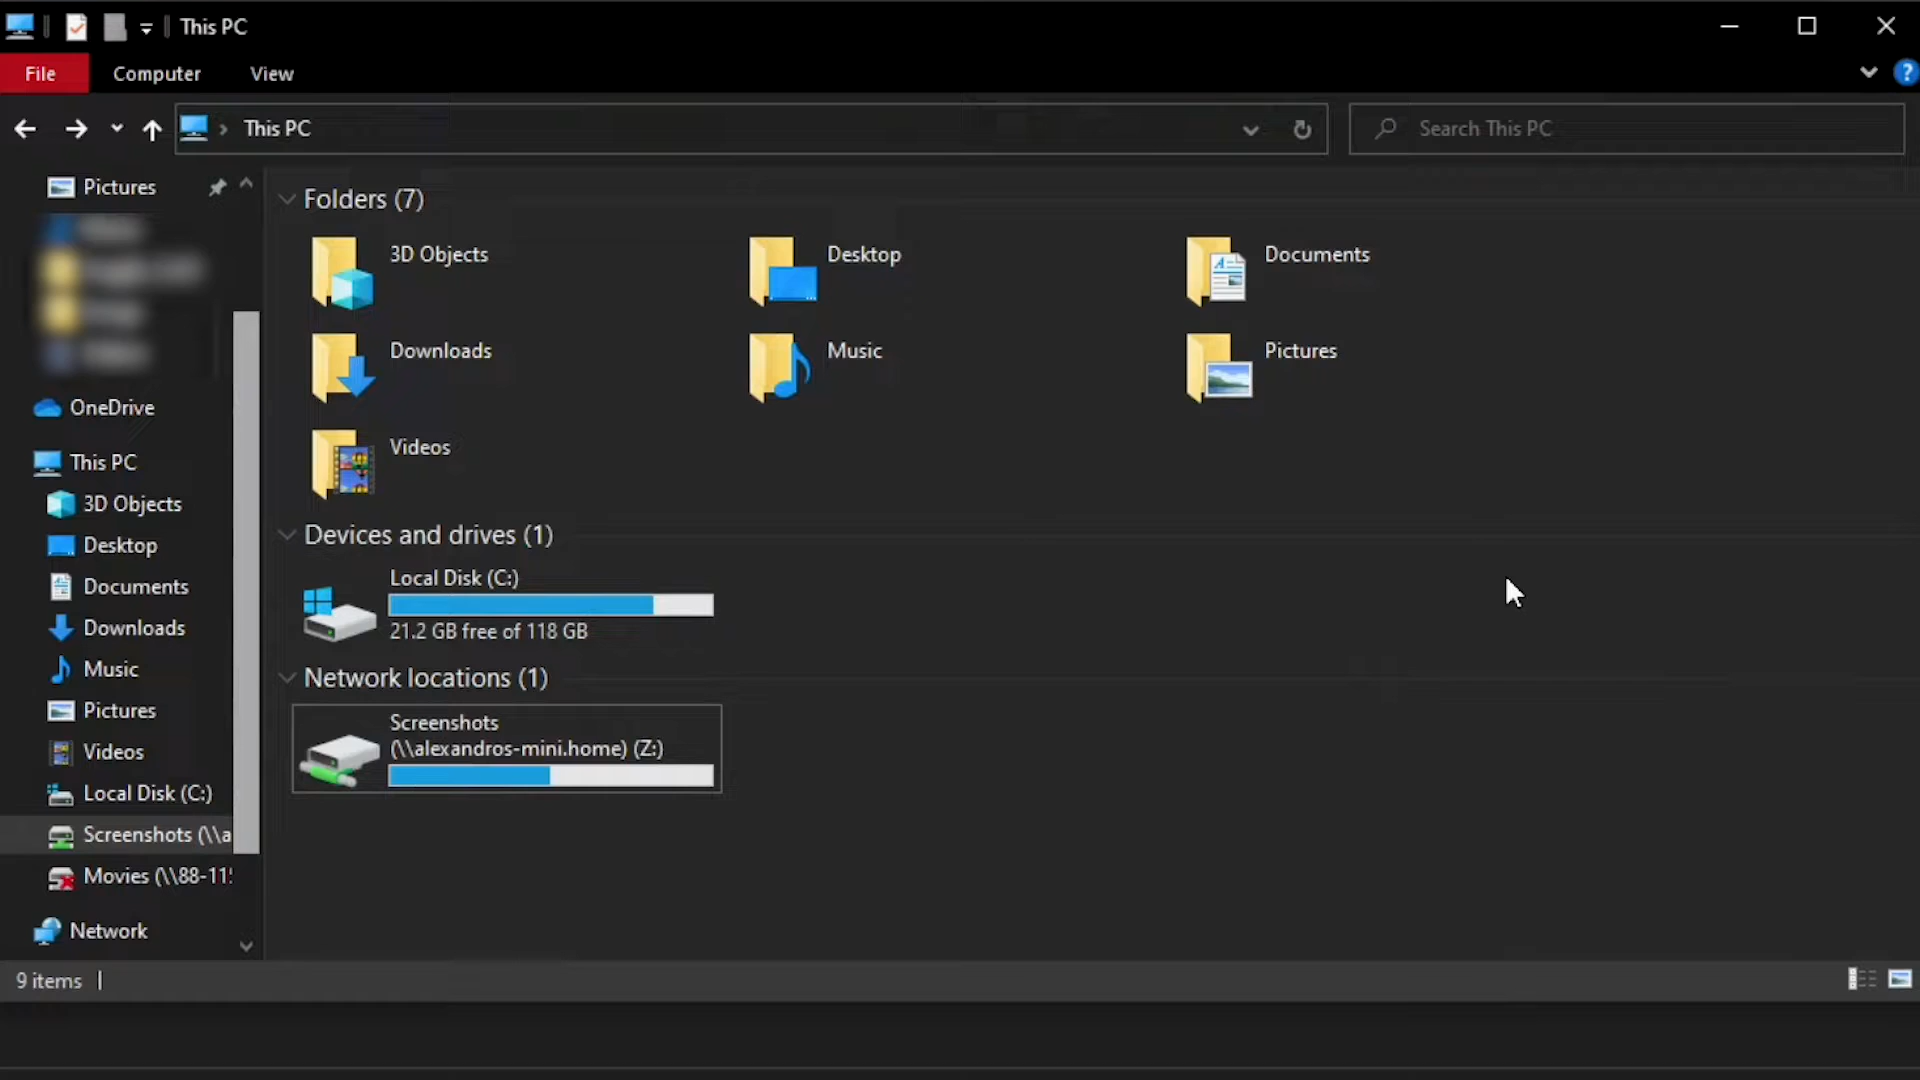 This PC
File
Computer
View
?
This PC
Search This PC
Pictures
OneDrive
This PC
3D Objects
Desktop
Documents
Downloads
Music
Pictures
Videos
Local Disk (C:)
Screenshots (\\a
Movies (\\88-11
Network
Folders (7)
3D Objects
Desktop
Documents
Downloads
Music
Pictures
Videos
Devices and drives (1)
Local Disk (C:)
21.2 GB free of 118 GB
Network locations (1)
Screenshots
(\\alexandros-mini.home) (Z:)
9 items